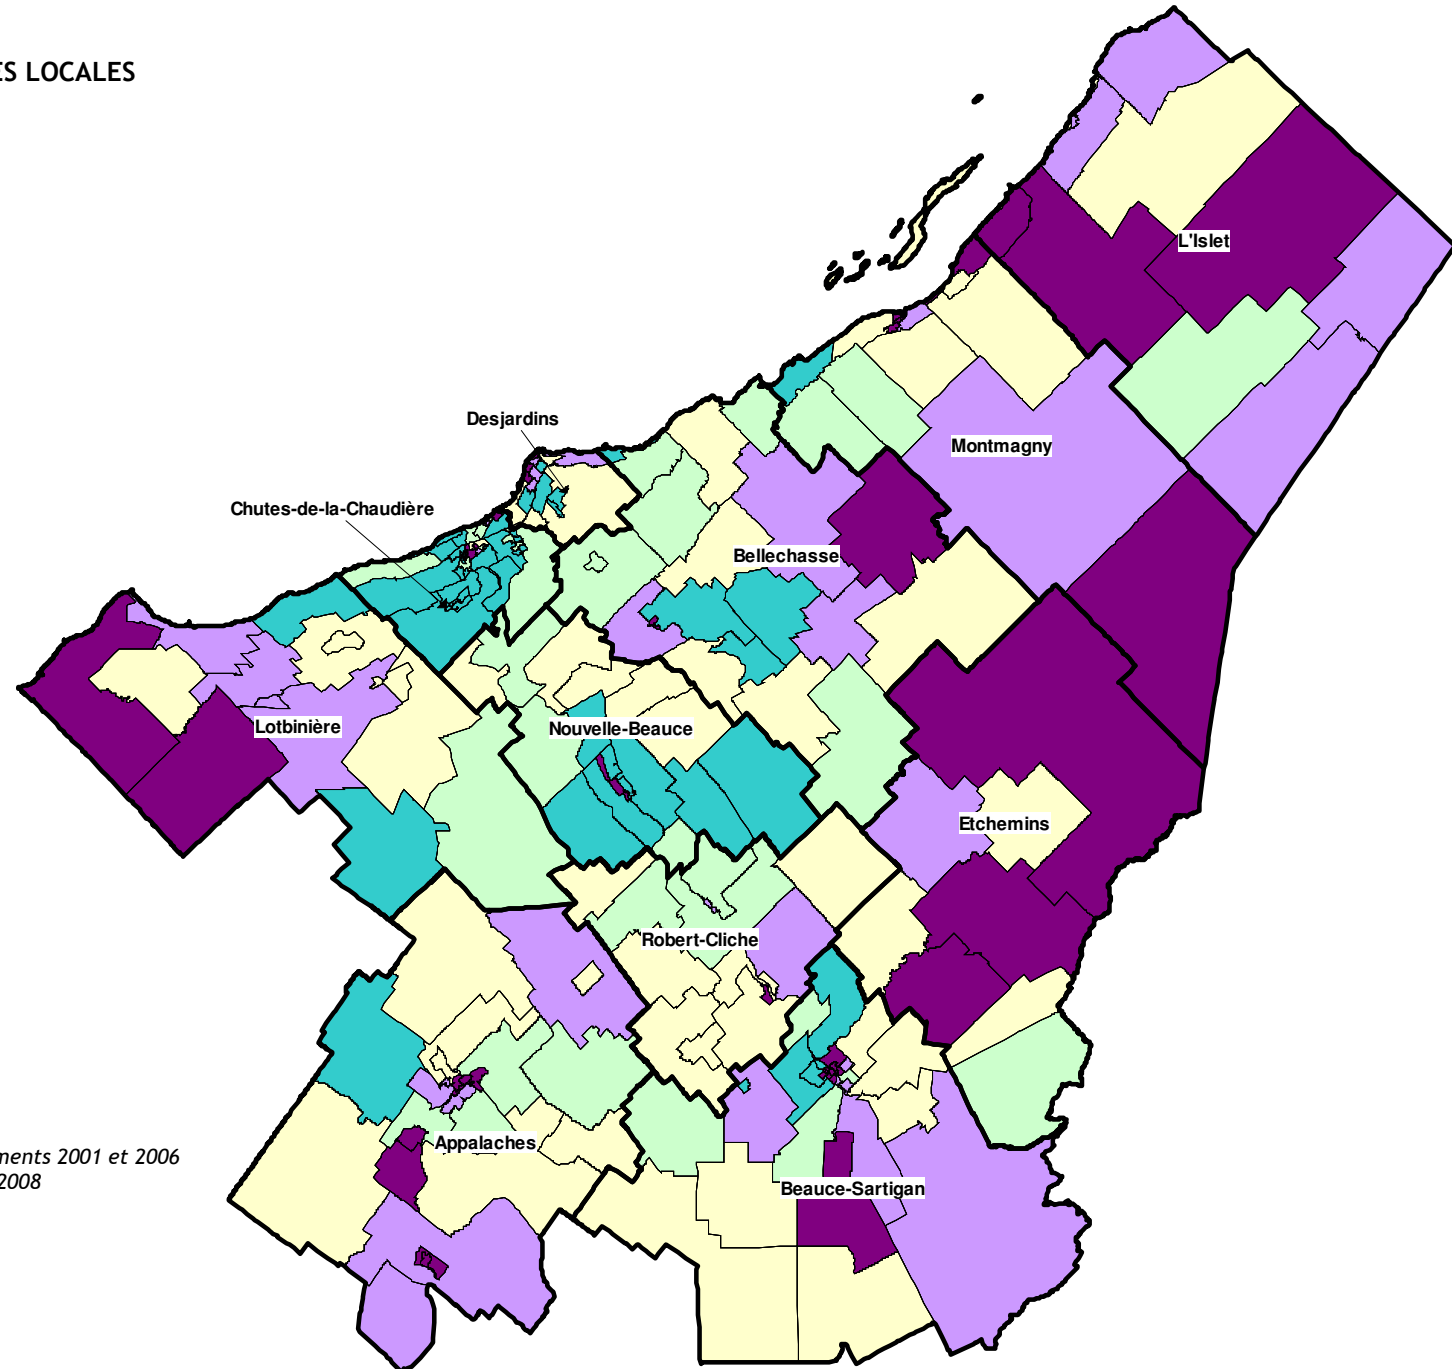 ES LOCALES
L'Islet
Desjardins
Montmagny
Chutes-de-la-Chaudière
Bellechasse
Lotbinière
Nouvelle-Beauce
Etchemins
Robert-Cliche
Appalaches
ments 2001 et 2006
2008
Beauce-Sartigan